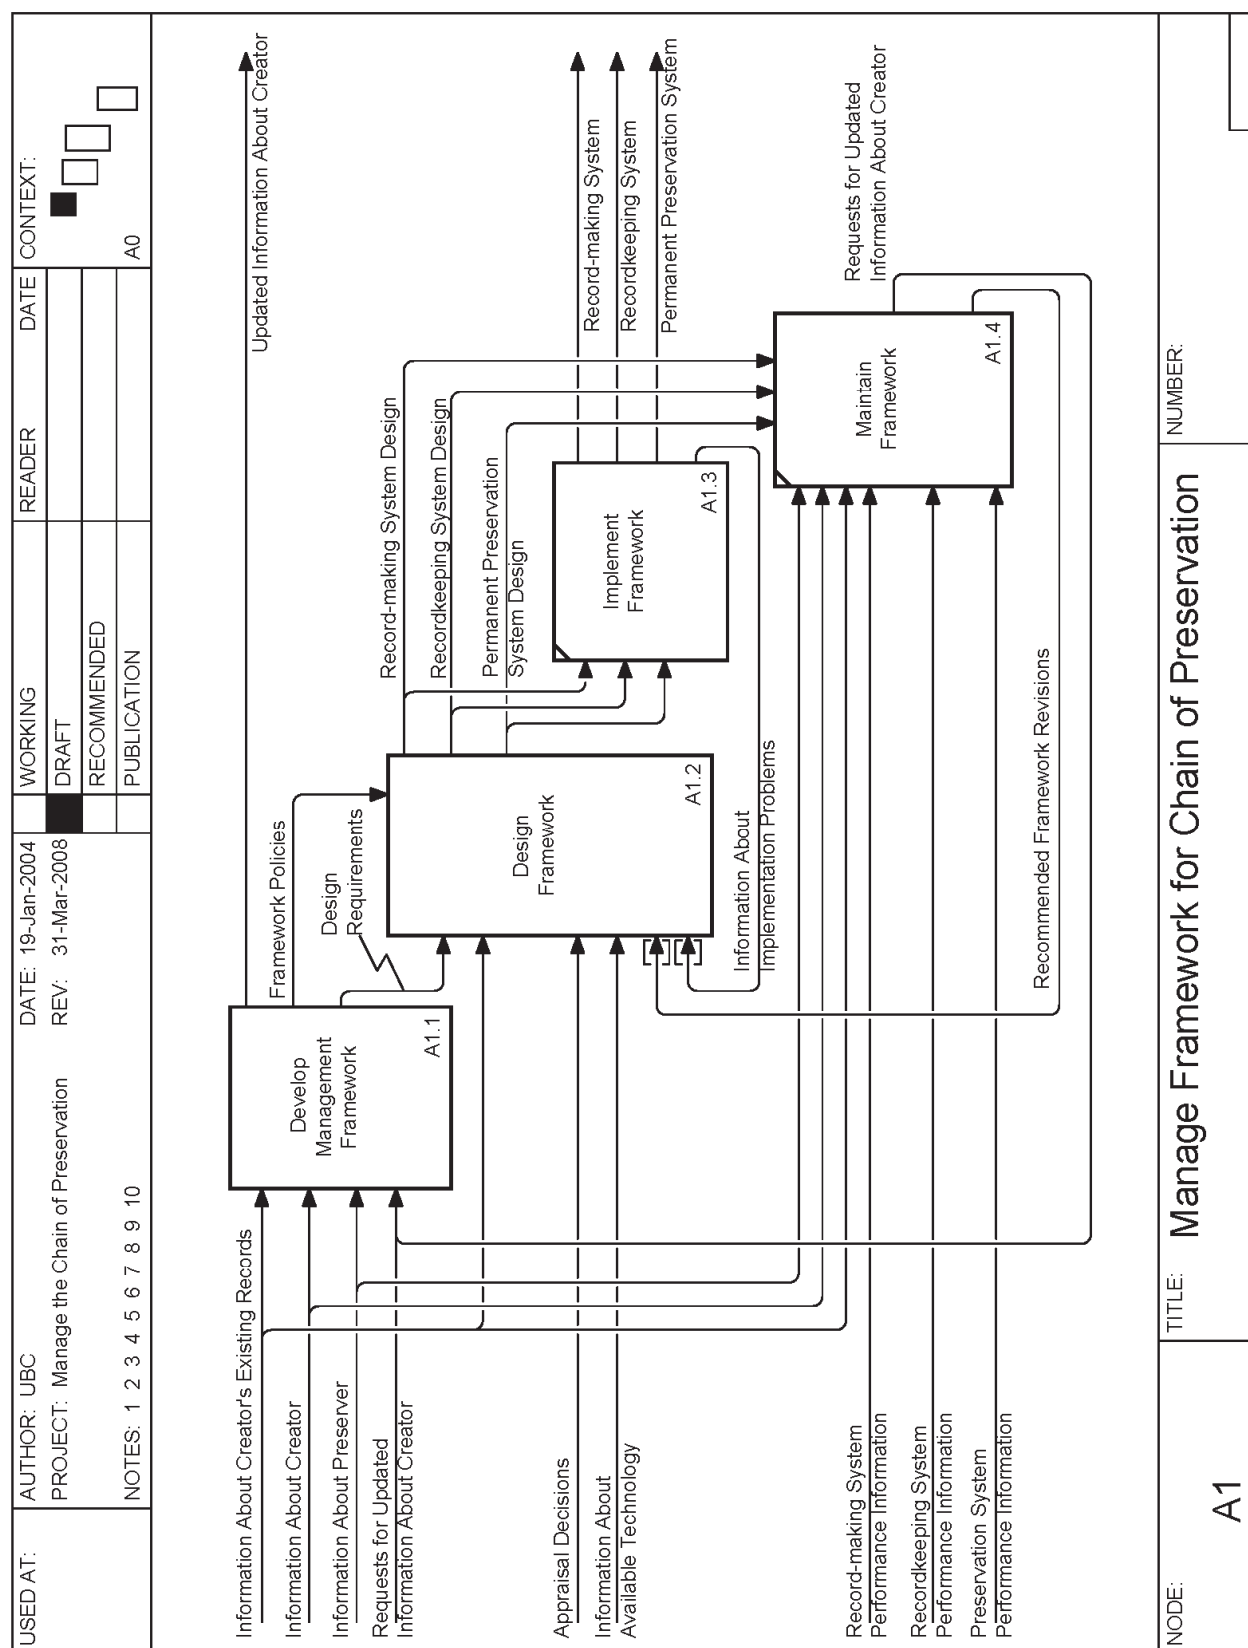 USED AT:
AUTHOR: UBC
PROJECT: Manage the Chain of Preservation
NOTES: 1 2 3 4 5 6 7 8 9 10
DATE: 19-Jan-2004
REV: 31-Mar-2008
WORKING
DRAFT
RECOMMENDED
PUBLICATION
READER
DATE
CONTEXT:
A0
Information About Creator's Existing Records
Information About Creator
Information About Preserver
Requests for Updated
Information About Creator
Appraisal Decisions
Information About
Available Technology
Record-making System
Performance Information
Recordkeeping System
Performance Information
Preservation System
Performance Information
Develop
Management
Framework
A1.1
Framework Policies
Design
Requirements
Design
Framework
A1.2
Information About
Implementation Problems
Recommended Framework Revisions
Record-making System Design
Recordkeeping System Design
Permanent Preservation
System Design
Implement
Framework
A1.3
Maintain
Framework
A1.4
Updated Information About Creator
Record-making System
Recordkeeping System
Permanent Preservation System
Requests for Updated
Information About Creator
NODE:
A1
TITLE:
Manage Framework for Chain of Preservation
NUMBER: